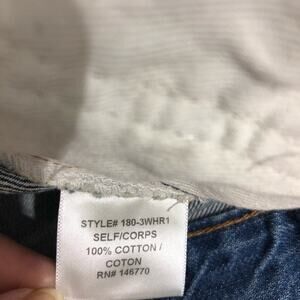 STYLE# 180-3WHR1
SELF/CORPS
100% COTTON /
COTON
RN# 146770